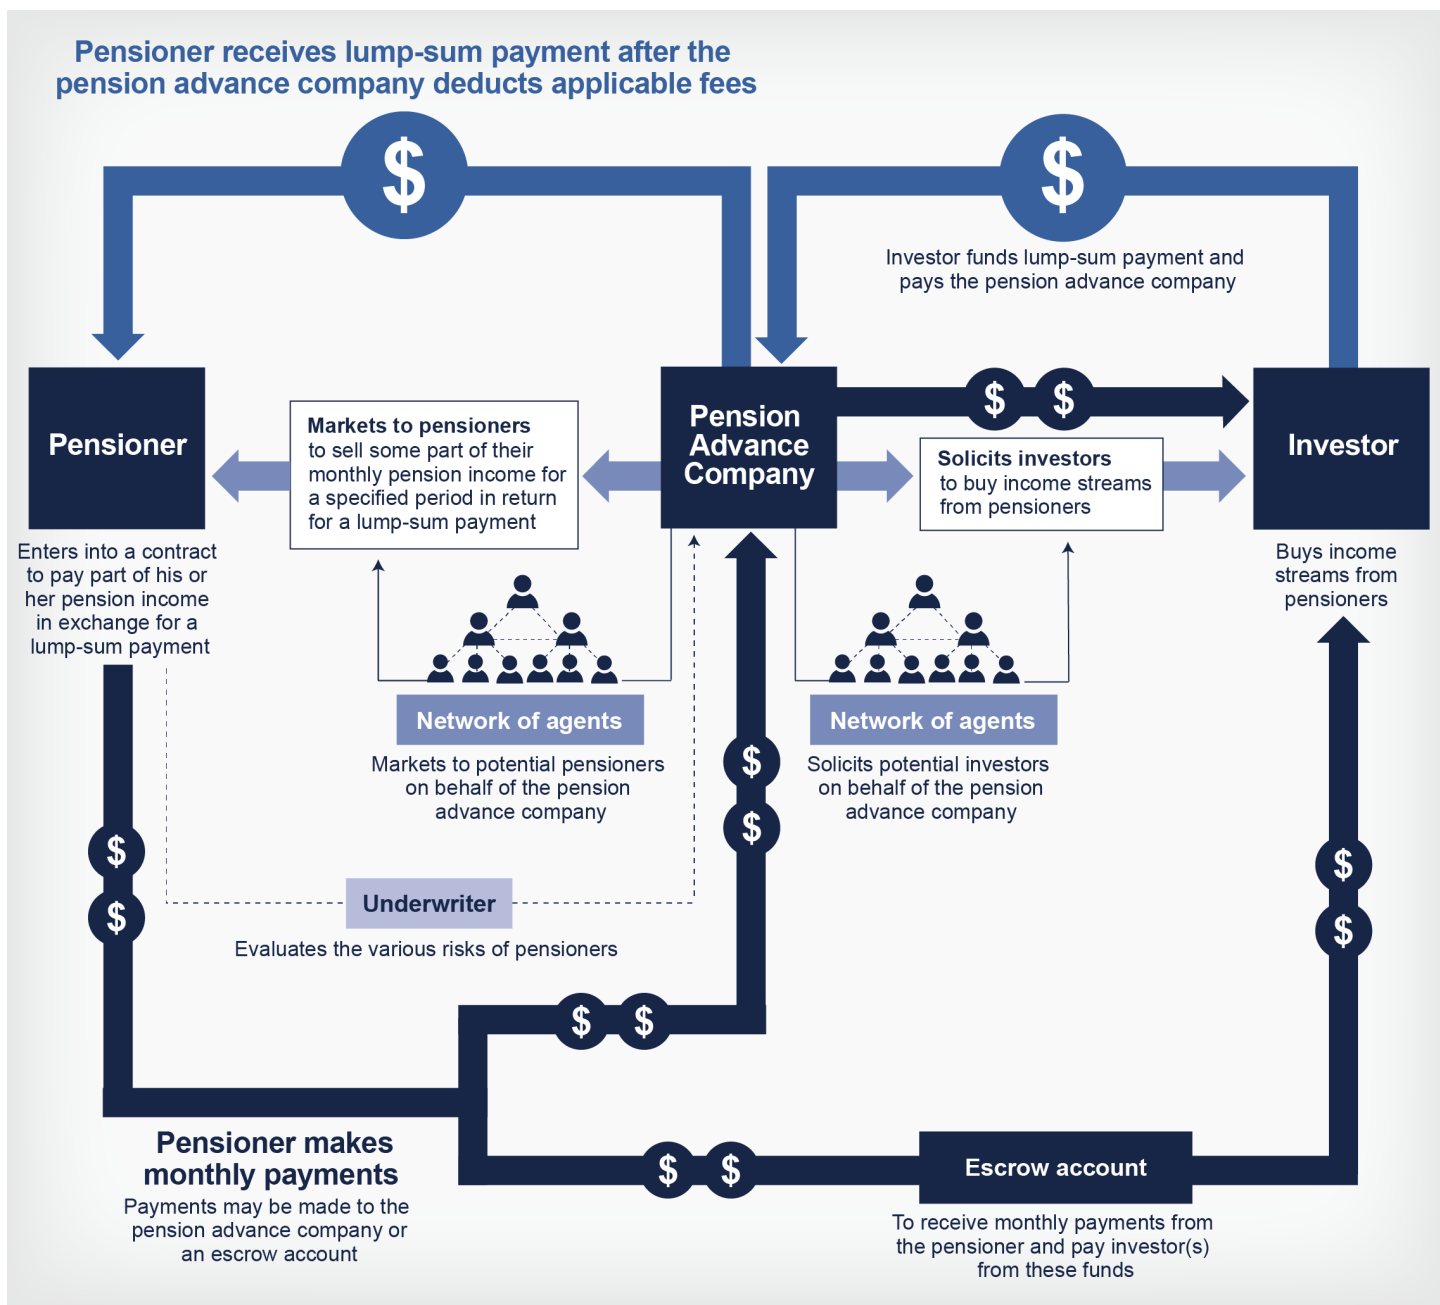 Pensioner receives lump-sum payment after the
pension advance company deducts applicable fees
$
$
Investor funds lump-sum payment and
pays the pension advance company
Pensioner
Markets to pensioners
to sell some part of their
monthly pension income for
a specified period in return
for a lump-sum payment
Pension
Advance
Company
$ $
Solicits investors
to buy income streams
from pensioners
Investor
Enters into a contract
to pay part of his or
her pension income
in exchange for a
lump-sum payment
Buys income
streams from
pensioners
Network of agents
Markets to potential pensioners
on behalf of the pension
advance company
$
$
Network of agents
Solicits potential investors
on behalf of the pension
advance company
$
$
$
$
Underwriter
Evaluates the various risks of pensioners
$ $
Pensioner makes
monthly payments
Payments may be made to the
pension advance company or
an escrow account
$ $
Escrow account
To receive monthly payments from
the pensioner and pay investor(s)
from these funds